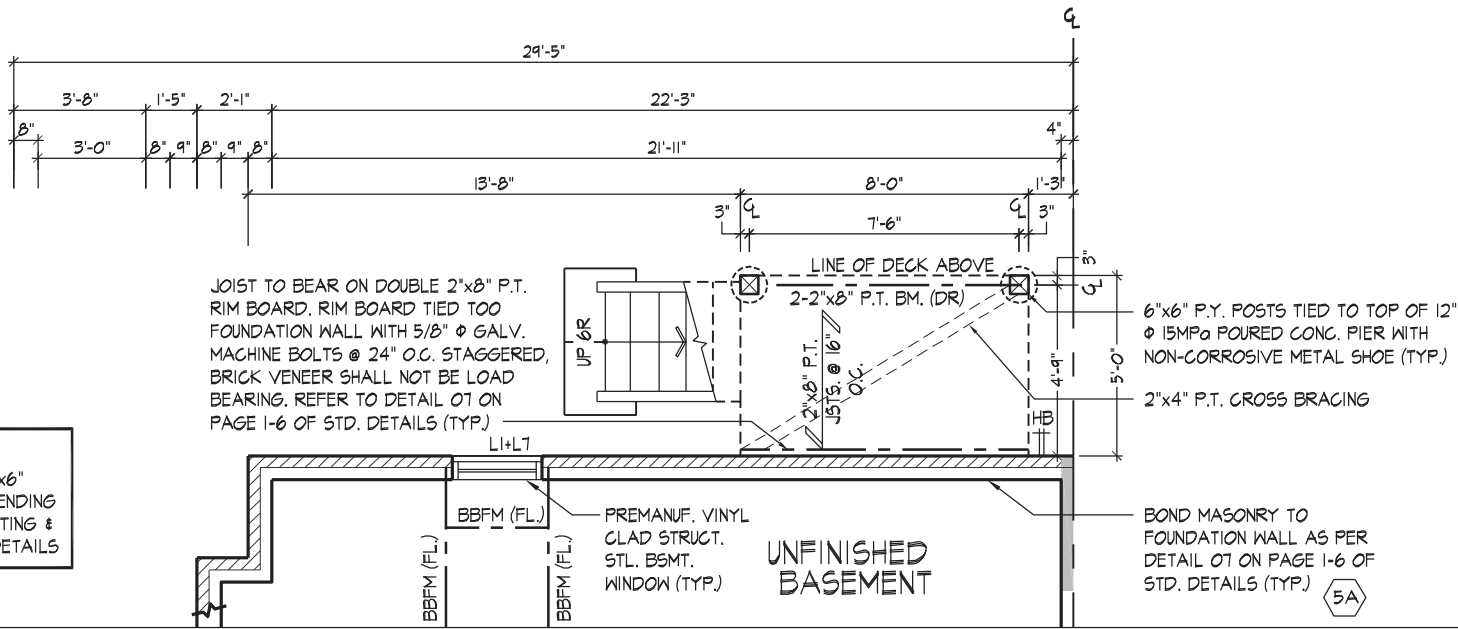 ℄
29'-5"
3'-8" 1'-5" 2'-1" 22'-3"
8" 4"
3'-0" 8" 9" 8" 9" 8" 21'-11"
13'-8" 8'-0" 1'-3"
3" ℄ 7'-6" ℄ 3"
LINE OF DECK ABOVE
2-2"x8" P.T. BM. (DR)
3"
℄
4'-9"
5'-0"
JOIST TO BEAR ON DOUBLE 2"x8" P.T.
RIM BOARD. RIM BOARD TIED TOO
FOUNDATION WALL WITH 5/8" Φ GALV.
MACHINE BOLTS @ 24" O.C. STAGGERED,
BRICK VENEER SHALL NOT BE LOAD
BEARING. REFER TO DETAIL 07 ON
PAGE 1-6 OF STD. DETAILS (TYP.)
UP 6R
2"x8" P.T.
JSTS. @ 16"
O.C.
6"x6" P.Y. POSTS TIED TO TOP OF 12"
Φ 15MPa POURED CONC. PIER WITH
NON-CORROSIVE METAL SHOE (TYP.)
2"x4" P.T. CROSS BRACING
HB
L1+L7
x6"
ENDING
TING &
DETAILS
BBFM (FL.)
BBFM (FL.)
BBFM (FL.)
PREMANUF. VINYL
CLAD STRUCT.
STL. BSMT.
WINDOW (TYP.)
UNFINISHED
BASEMENT
BOND MASONRY TO
FOUNDATION WALL AS PER
DETAIL 07 ON PAGE 1-6 OF
STD. DETAILS (TYP.)
5A